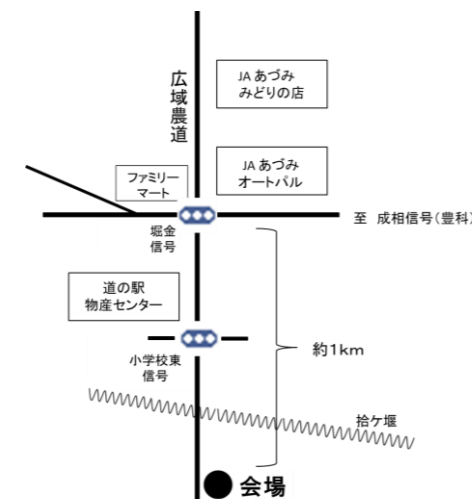 広域農道
JAあづみ
みどりの店
JAあづみ
オートパル
ファミリー
マート
至 成相信号(豊科)
堀金
信号
道の駅
物産センター
約1km
小学校東
信号
拾ケ堰
会場